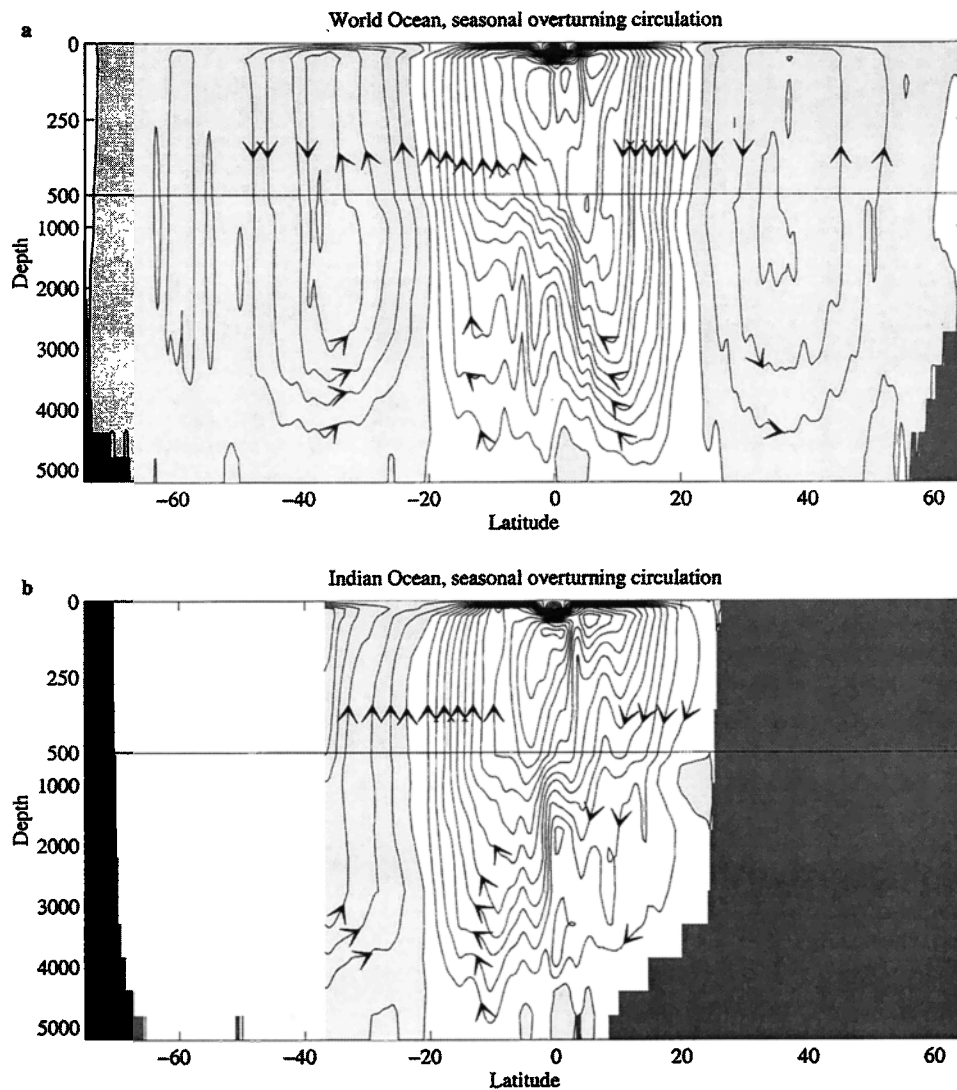 World Ocean, seasonal overturning circulation
a
0
250
500
1000
2000
3000
4000
5000
Depth
−60 −40 −20 0 20 40 60
Latitude
Indian Ocean, seasonal overturning circulation
b
0
250
500
1000
2000
3000
4000
5000
Depth
−60 −40 −20 0 20 40 60
Latitude